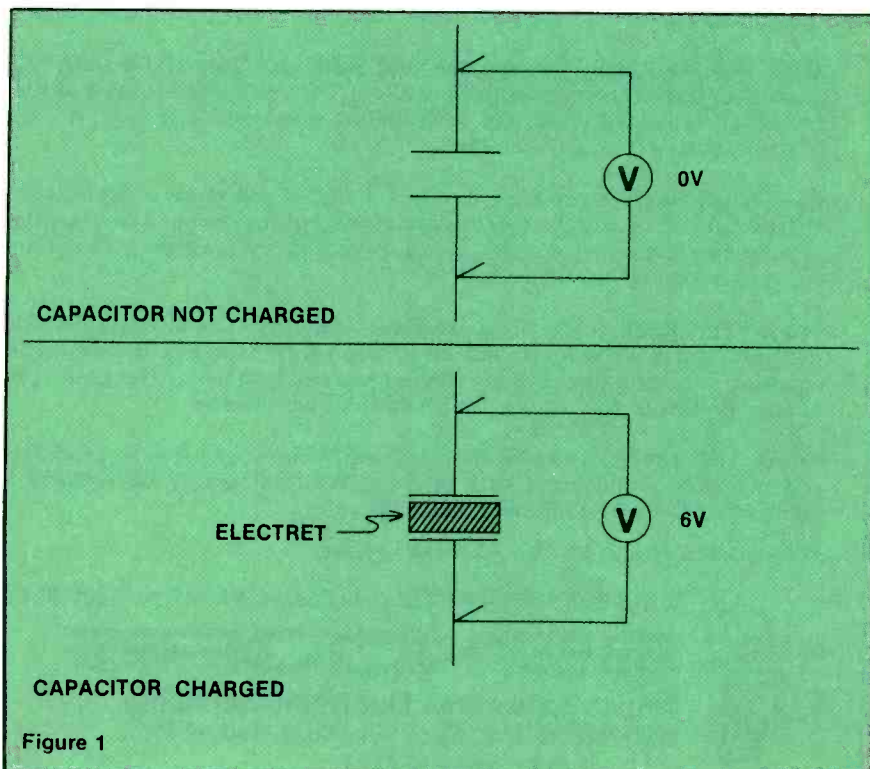 V 0V
CAPACITOR NOT CHARGED
ELECTRET V 6V
CAPACITOR CHARGED
Figure 1